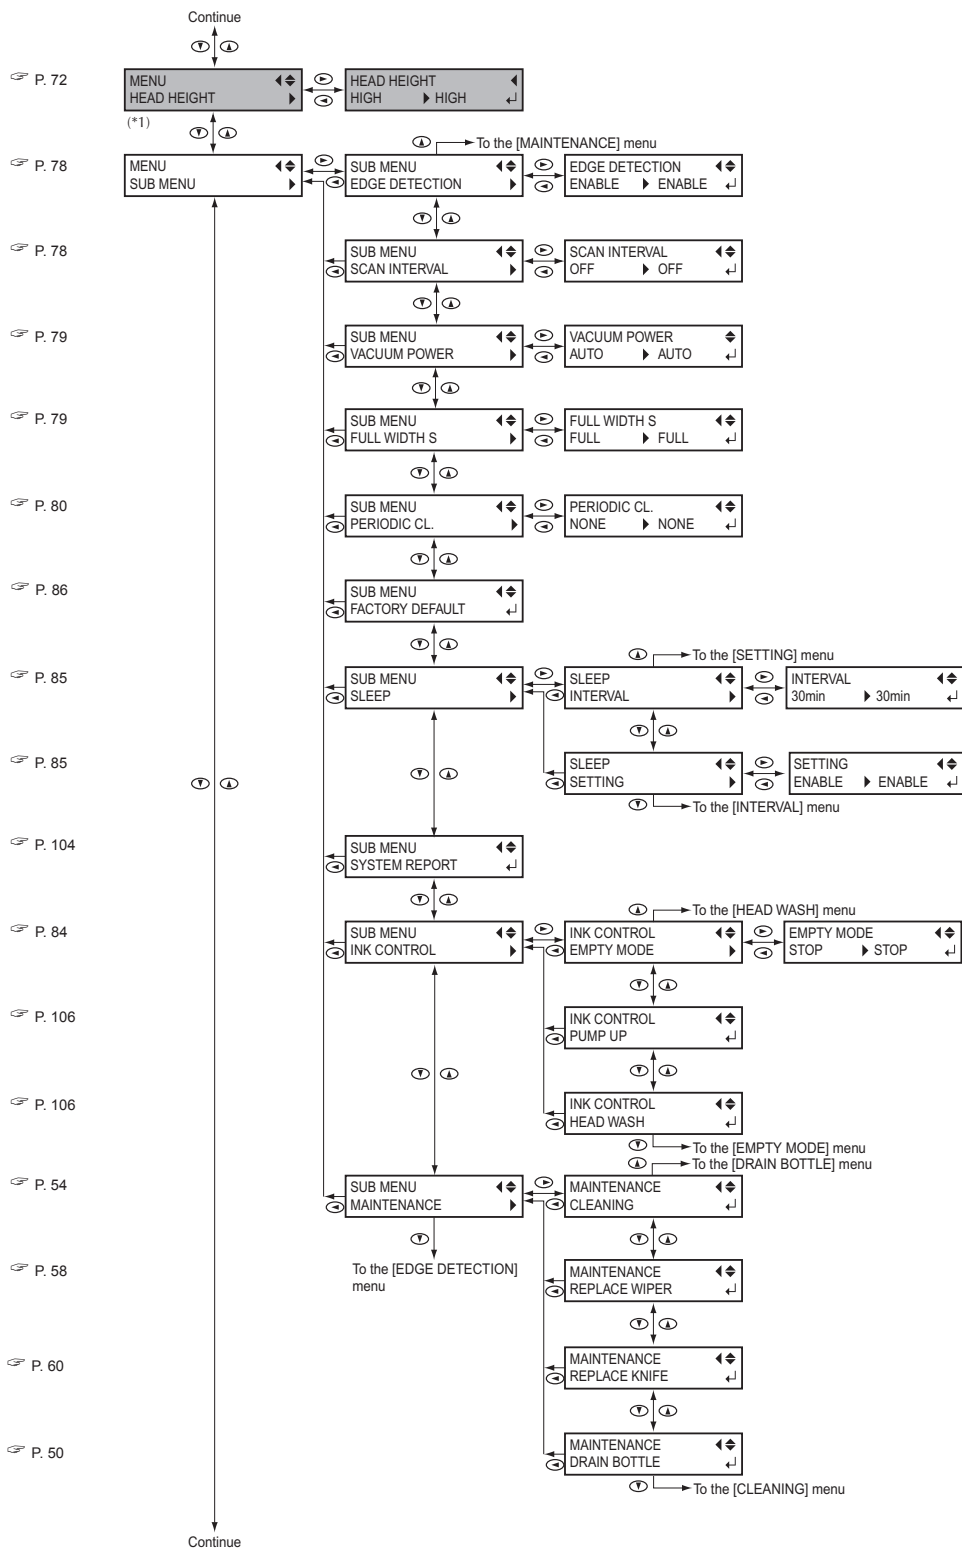 Continue
P. 72
MENU
HEAD HEIGHT
HEAD HEIGHT
HIGH HIGH
(*1)
To the [MAINTENANCE] menu
P. 78
MENU
SUB MENU
SUB MENU
EDGE DETECTION
EDGE DETECTION
ENABLE ENABLE
P. 78
SUB MENU
SCAN INTERVAL
SCAN INTERVAL
OFF OFF
P. 79
SUB MENU
VACUUM POWER
VACUUM POWER
AUTO AUTO
P. 79
SUB MENU
FULL WIDTH S
FULL WIDTH S
FULL FULL
P. 80
SUB MENU
PERIODIC CL.
PERIODIC CL.
NONE NONE
P. 86
SUB MENU
FACTORY DEFAULT
To the [SETTING] menu
P. 85
SUB MENU
SLEEP
SLEEP
INTERVAL
INTERVAL
30min 30min
P. 85
SLEEP
SETTING
SETTING
ENABLE ENABLE
To the [INTERVAL] menu
P. 104
SUB MENU
SYSTEM REPORT
To the [HEAD WASH] menu
P. 84
SUB MENU
INK CONTROL
INK CONTROL
EMPTY MODE
EMPTY MODE
STOP STOP
P. 106
INK CONTROL
PUMP UP
P. 106
INK CONTROL
HEAD WASH
To the [EMPTY MODE] menu
To the [DRAIN BOTTLE] menu
P. 54
SUB MENU
MAINTENANCE
MAINTENANCE
CLEANING
To the [EDGE DETECTION]
menu
P. 58
MAINTENANCE
REPLACE WIPER
P. 60
MAINTENANCE
REPLACE KNIFE
P. 50
MAINTENANCE
DRAIN BOTTLE
To the [CLEANING] menu
Continue